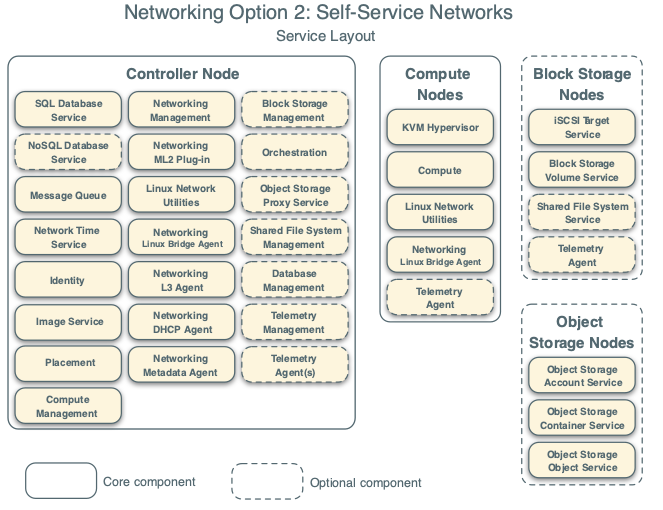 Networking Option 2: Self-Service Networks
Service Layout
Controller Node
SQL Database
Service
Networking
Management
Block Storage
Management
NoSQL Database
Service
Networking
ML2 Plug-in
Orchestration
Message Queue
Linux Network
Utilities
Object Storage
Proxy Service
Network Time
Service
Networking
Linux Bridge Agent
Shared File System
Management
Identity
Networking
L3 Agent
Database
Management
Image Service
Networking
DHCP Agent
Telemetry
Management
Placement
Networking
Metadata Agent
Telemetry
Agent(s)
Compute
Management
Compute
Nodes
KVM Hypervisor
Compute
Linux Network
Utilities
Networking
Linux Bridge Agent
Telemetry
Agent
Block Storage
Nodes
iSCSI Target
Service
Block Storage
Volume Service
Shared File System
Service
Telemetry
Agent
Object
Storage Nodes
Object Storage
Account Service
Object Storage
Container Service
Object Storage
Object Service
Core component
Optional component